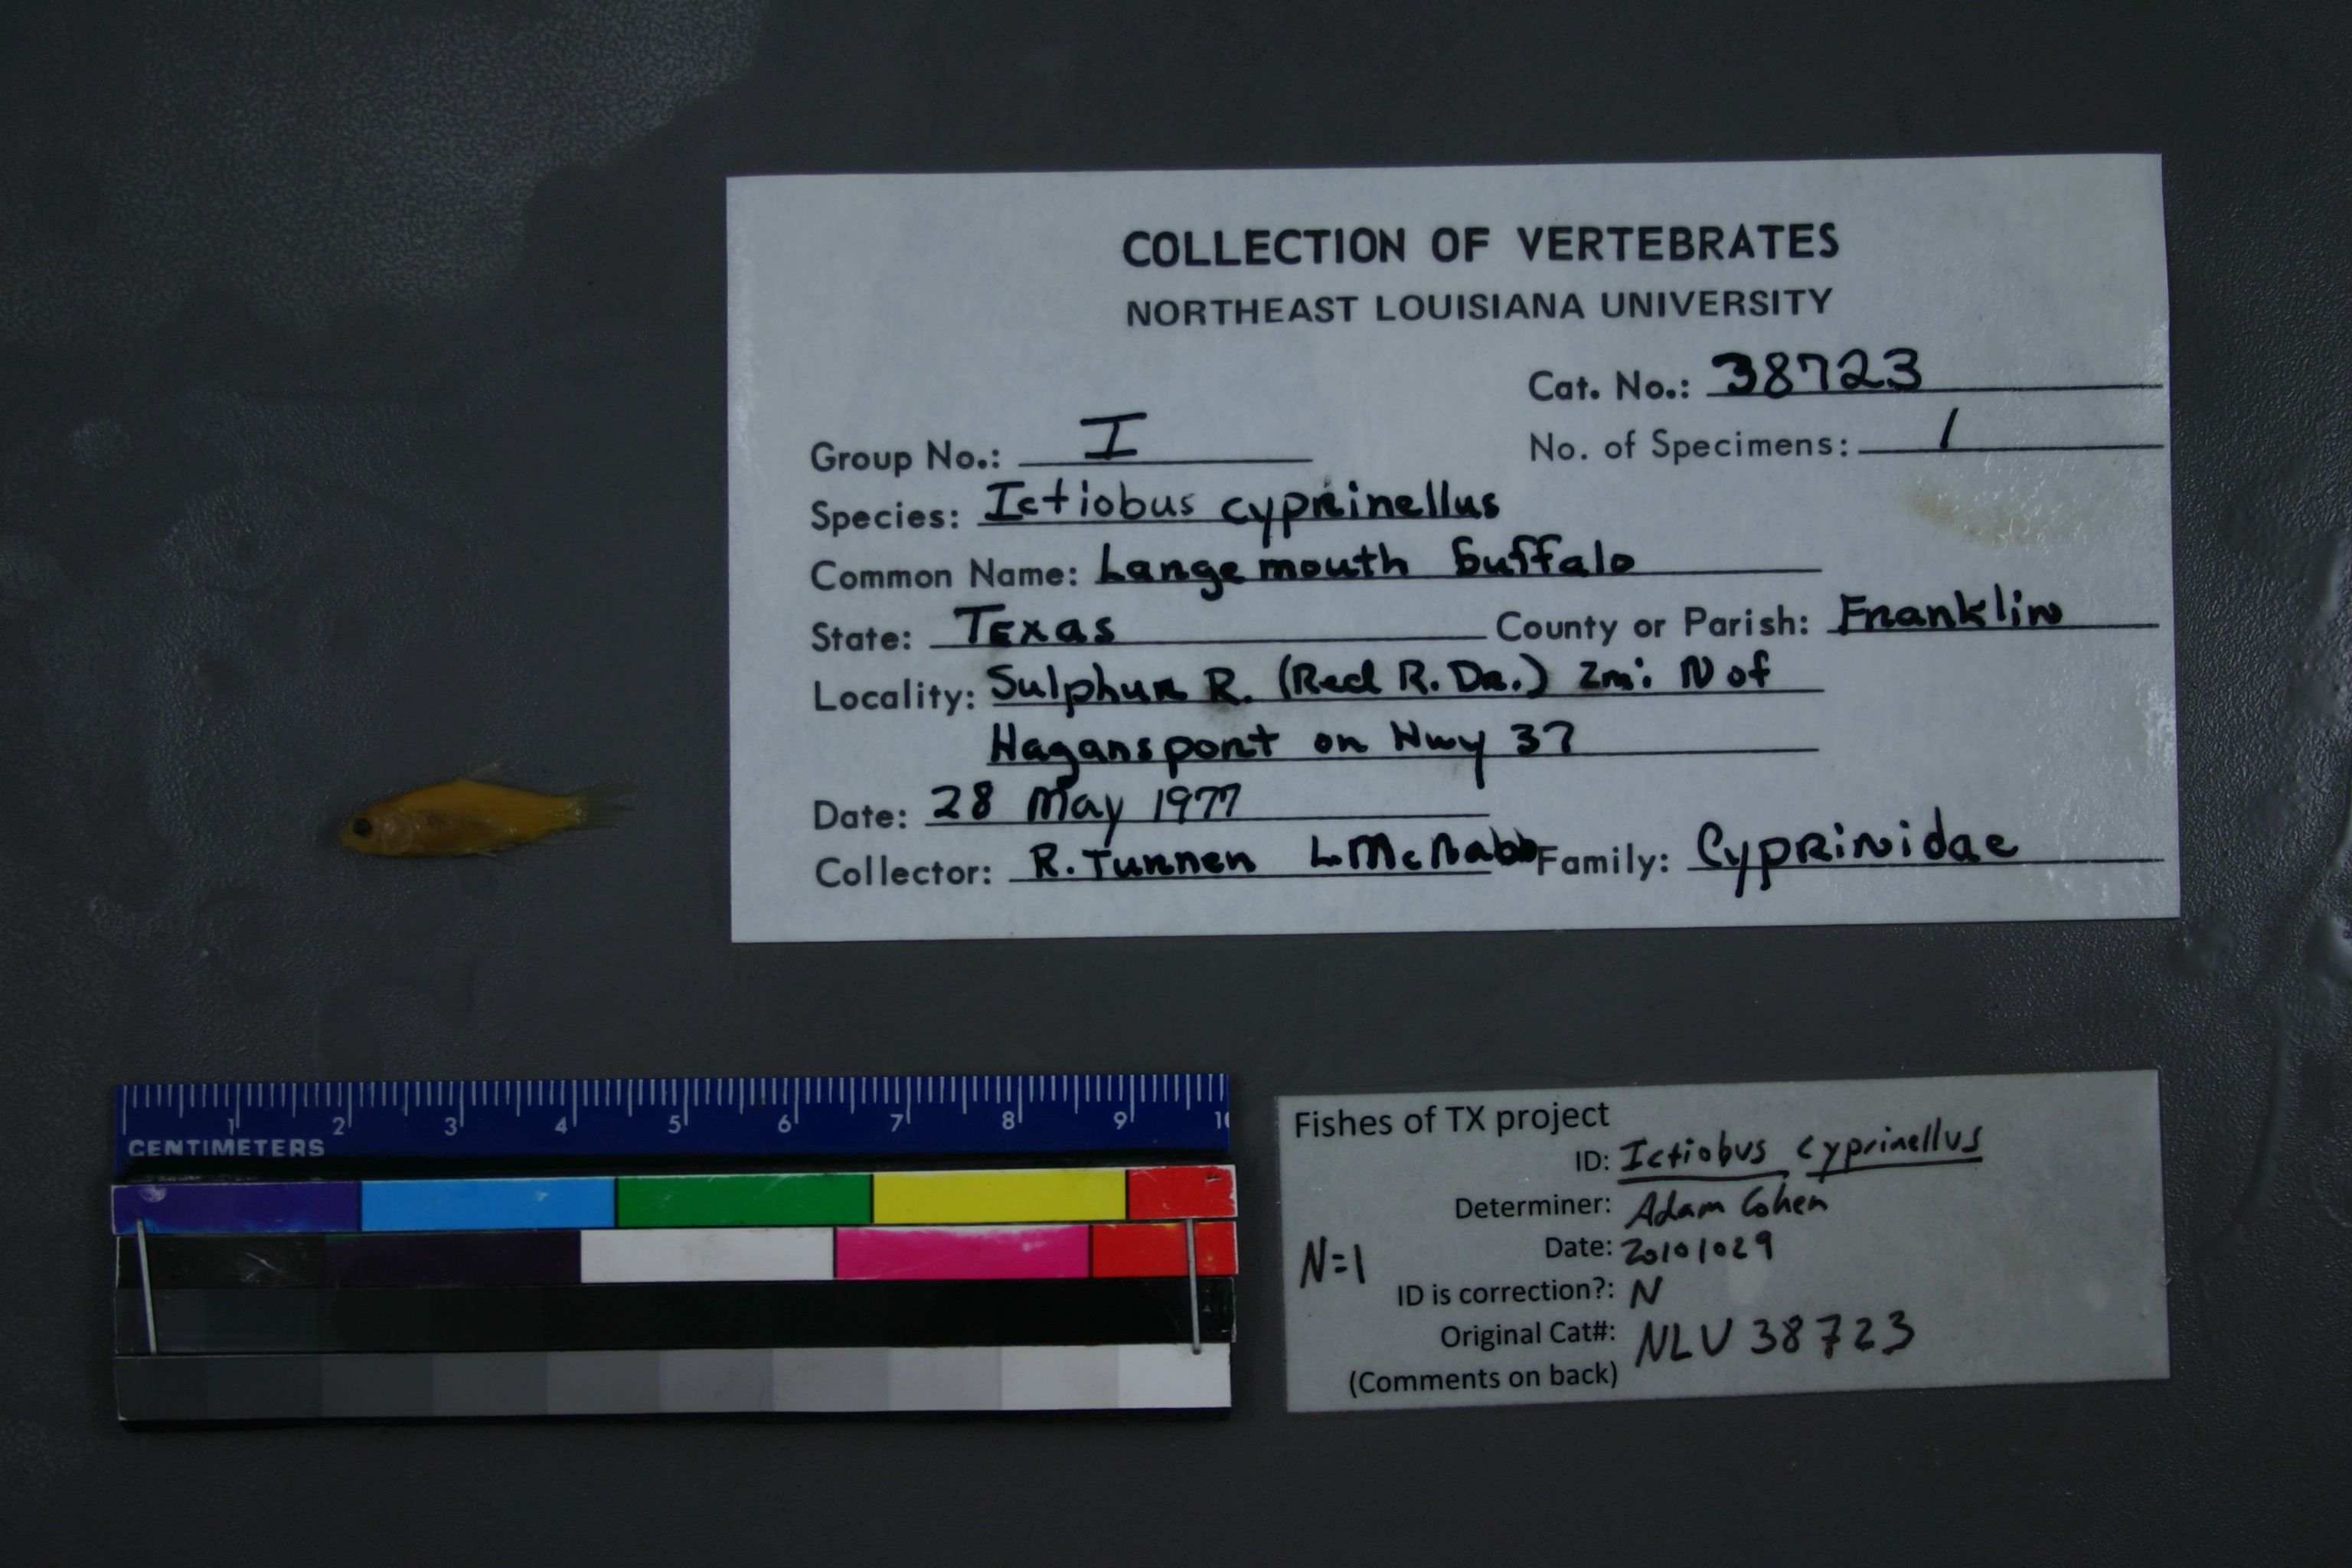 COLLECTION OF VERTEBRATES
NORTHEAST LOUISIANA UNIVERSITY
Cat. No.: 38723
Group No.: I No. of Specimens: 1
Species: Ictiobus cyprinellus
Common Name: Largemouth buffalo
State: Texas County or Parish: Franklin
Locality: Sulphur R. (Red R. Dr.) 2mi N of
Hagansport on Hwy 37
Date: 28 May 1977
Collector: R. Turner L. McNabb Family: Cyprinidae
1 2 3 4 5 6 7 8 9 10
CENTIMETERS
Fishes of TX project
ID: Ictiobus cyprinellus
Determiner: Adam Cohen
Date: 20101029
N=1
ID is correction?: N
Original Cat#: NLU 38723
(Comments on back)